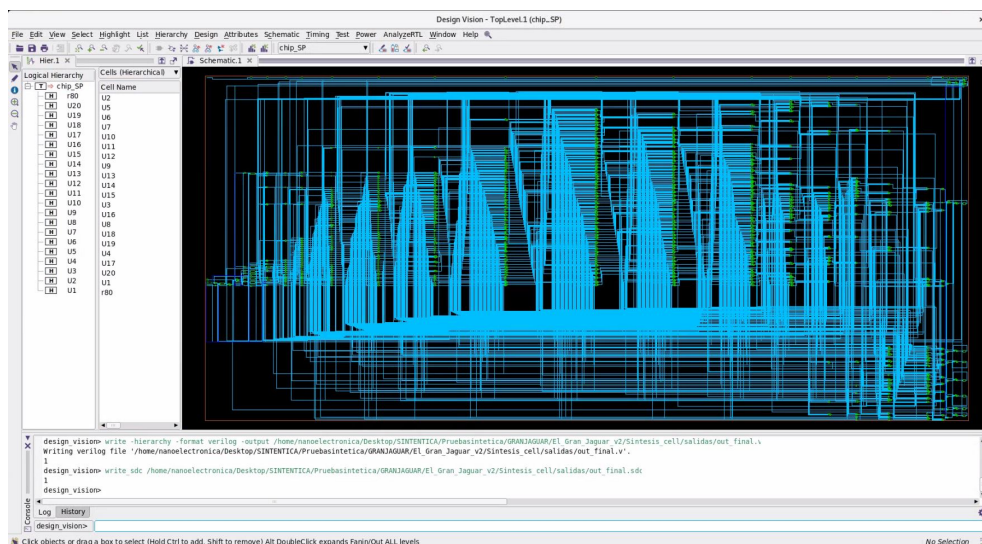 Design Vision - TopLevel.1 (chip_SP)
File Edit View Select Highlight List Hierarchy Design Attributes Schematic Timing Test Power AnalyzeRTL Window Help
chip_SP
Hier.1
Schematic.1
Logical Hierarchy
chip_SP
r80
U20
U19
U18
U17
U16
U15
U14
U13
U12
U11
U10
U9
U8
U7
U6
U5
U4
U3
U2
U1
Cells (Hierarchical)
Cell Name
U2
U5
U6
U7
U10
U11
U12
U9
U13
U14
U15
U3
U16
U8
U18
U19
U4
U17
U20
U1
r80
design_vision> write -hierarchy -format verilog -output /home/nanoelectronica/Desktop/SINTENTICA/Pruebasintetica/GRANJAGUAR/El_Gran_Jaguar_v2/Sintesis_cell/salidas/out_final.v
Writing verilog file '/home/nanoelectronica/Desktop/SINTENTICA/Pruebasintetica/GRANJAGUAR/El_Gran_Jaguar_v2/Sintesis_cell/salidas/out_final.v'.
1
design_vision> write_sdc /home/nanoelectronica/Desktop/SINTENTICA/Pruebasintetica/GRANJAGUAR/El_Gran_Jaguar_v2/Sintesis_cell/salidas/out_final.sdc
1
design_vision>
Console
Log History
design_vision>
Click objects or drag a box to select (Hold Ctrl to add, Shift to remove) Alt DoubleClick expands Fanin/Out ALL levels
No Selection